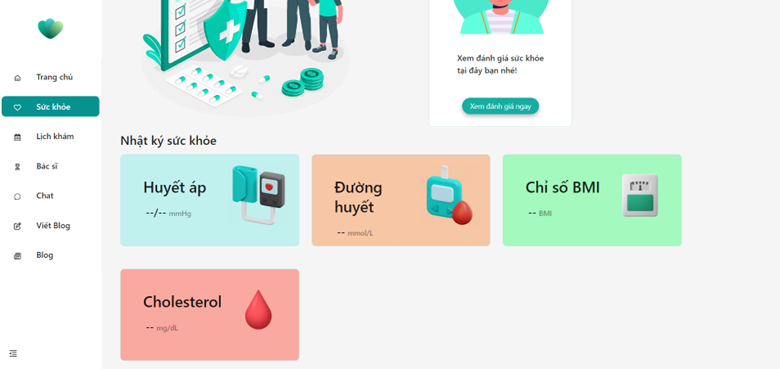 Trang chủ
Sức khỏe
Lịch khám
Bác sĩ
Chat
Viết Blog
Blog
Xem đánh giá sức khỏe
tại đây bạn nhé!
Xem đánh giá ngay
Nhật ký sức khỏe
Huyết áp
--/-- mmHg
Đường
huyết
-- mmol/L
Chỉ số BMI
-- BMI
Cholesterol
-- mg/dL